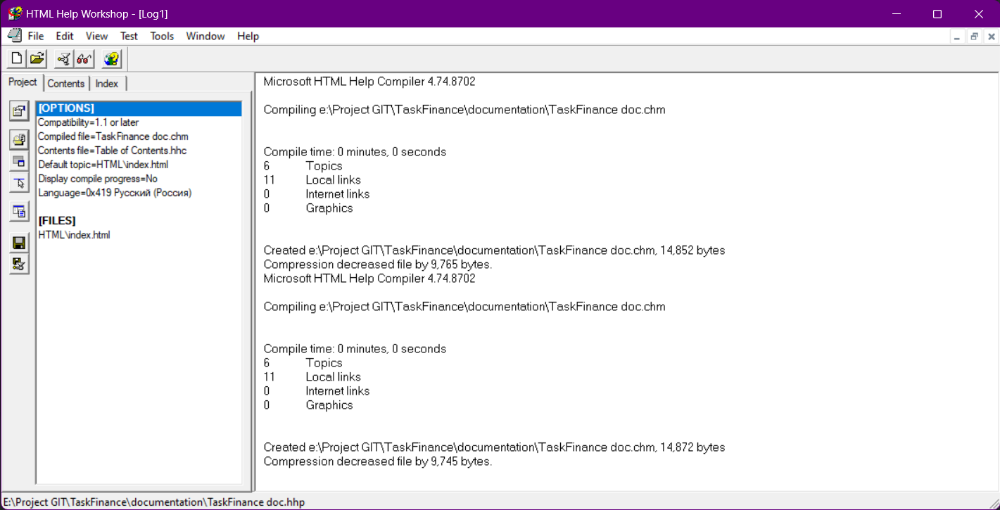 HTML Help Workshop - [Log1]
File Edit View Test Tools Window Help
Project Contents Index
[OPTIONS]
Compatibility=1.1 or later
Compiled file=TaskFinance doc.chm
Contents file=Table of Contents.hhc
Default topic=HTML\index.html
Display compile progress=No
Language=0x419 Русский (Россия)
[FILES]
HTML\index.html
Microsoft HTML Help Compiler 4.74.8702
Compiling e:\Project GIT\TaskFinance\documentation\TaskFinance doc.chm
Compile time: 0 minutes, 0 seconds
6 Topics
11 Local links
0 Internet links
0 Graphics
Created e:\Project GIT\TaskFinance\documentation\TaskFinance doc.chm, 14,852 bytes
Compression decreased file by 9,765 bytes.
Microsoft HTML Help Compiler 4.74.8702
Compiling e:\Project GIT\TaskFinance\documentation\TaskFinance doc.chm
Compile time: 0 minutes, 0 seconds
6 Topics
11 Local links
0 Internet links
0 Graphics
Created e:\Project GIT\TaskFinance\documentation\TaskFinance doc.chm, 14,872 bytes
Compression decreased file by 9,745 bytes.
E:\Project GIT\TaskFinance\documentation\TaskFinance doc.hhp